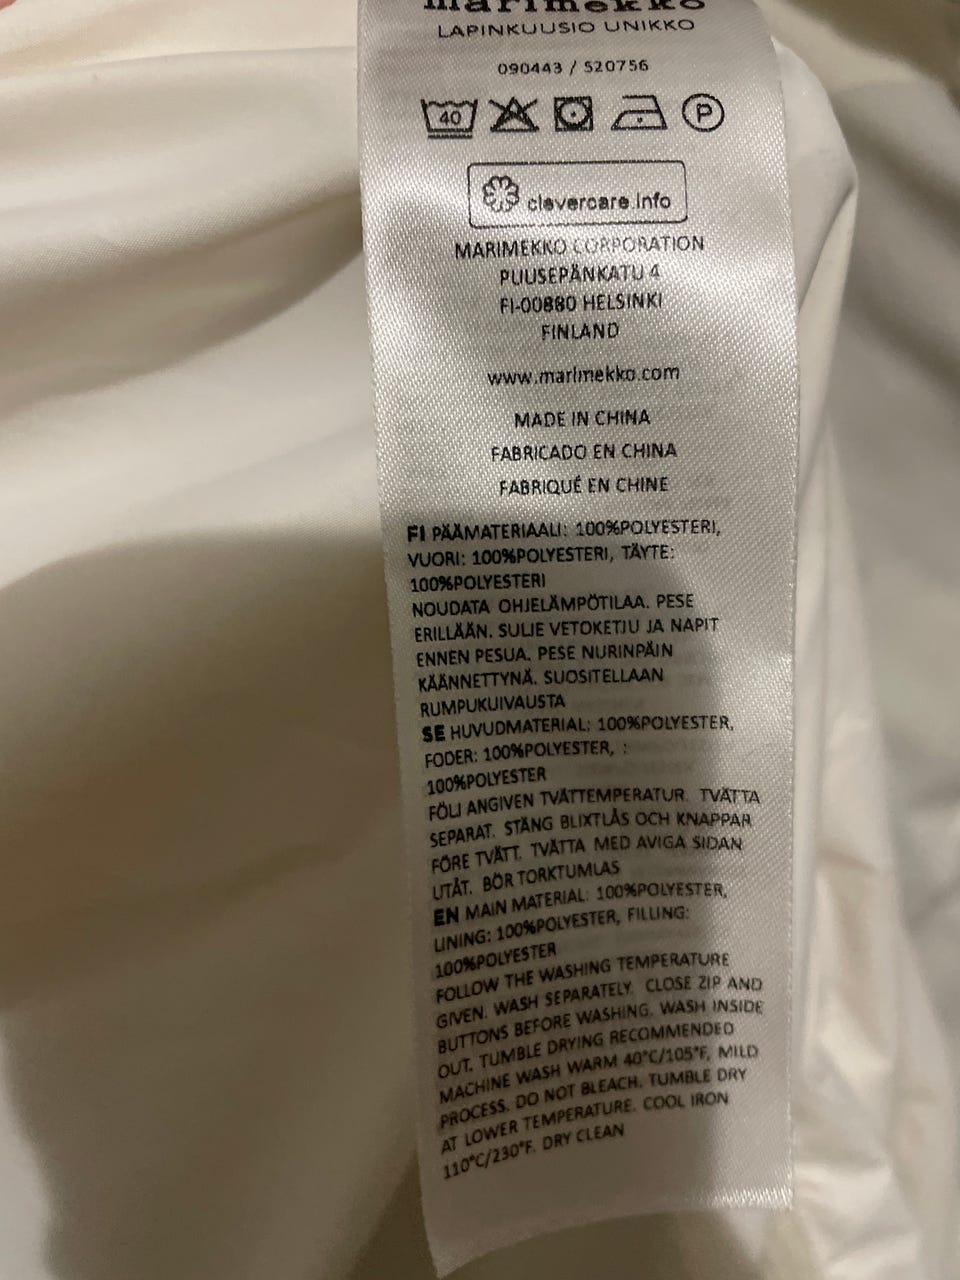 marimekko
LAPINKUUSIO UNIKKO
090443 / 520756
40
P
clevercare.info
MARIMEKKO CORPORATION
PUUSEPÄNKATU 4
FI-00880 HELSINKI
FINLAND
www.marimekko.com
MADE IN CHINA
FABRICADO EN CHINA
FABRIQUÉ EN CHINE
FI PÄÄMATERIAALI: 100%POLYESTERI,
VUORI: 100%POLYESTERI, TÄYTE:
100%POLYESTERI
NOUDATA OHJELÄMPÖTILAA. PESE
ERILLÄÄN. SULJE VETOKETJU JA NAPIT
ENNEN PESUA. PESE NURINPÄIN
KÄÄNNETTYNÄ. SUOSITELLAAN
RUMPUKUIVAUSTA
SE HUVUDMATERIAL: 100%POLYESTER,
FODER: 100%POLYESTER, :
100%POLYESTER
FÖLJ ANGIVEN TVÄTTEMPERATUR. TVÄTTA
SEPARAT. STÄNG BLIXTLÅS OCH KNAPPAR
FÖRE TVÄTT. TVÄTTA MED AVIGA SIDAN
UTÅT. BÖR TORKTUMLAS
EN MAIN MATERIAL: 100%POLYESTER,
LINING: 100%POLYESTER, FILLING:
100%POLYESTER
FOLLOW THE WASHING TEMPERATURE
GIVEN. WASH SEPARATELY. CLOSE ZIP AND
BUTTONS BEFORE WASHING. WASH INSIDE
OUT. TUMBLE DRYING RECOMMENDED
MACHINE WASH WARM 40°C/105°F, MILD
PROCESS. DO NOT BLEACH. TUMBLE DRY
AT LOWER TEMPERATURE. COOL IRON
110°C/230°F. DRY CLEAN